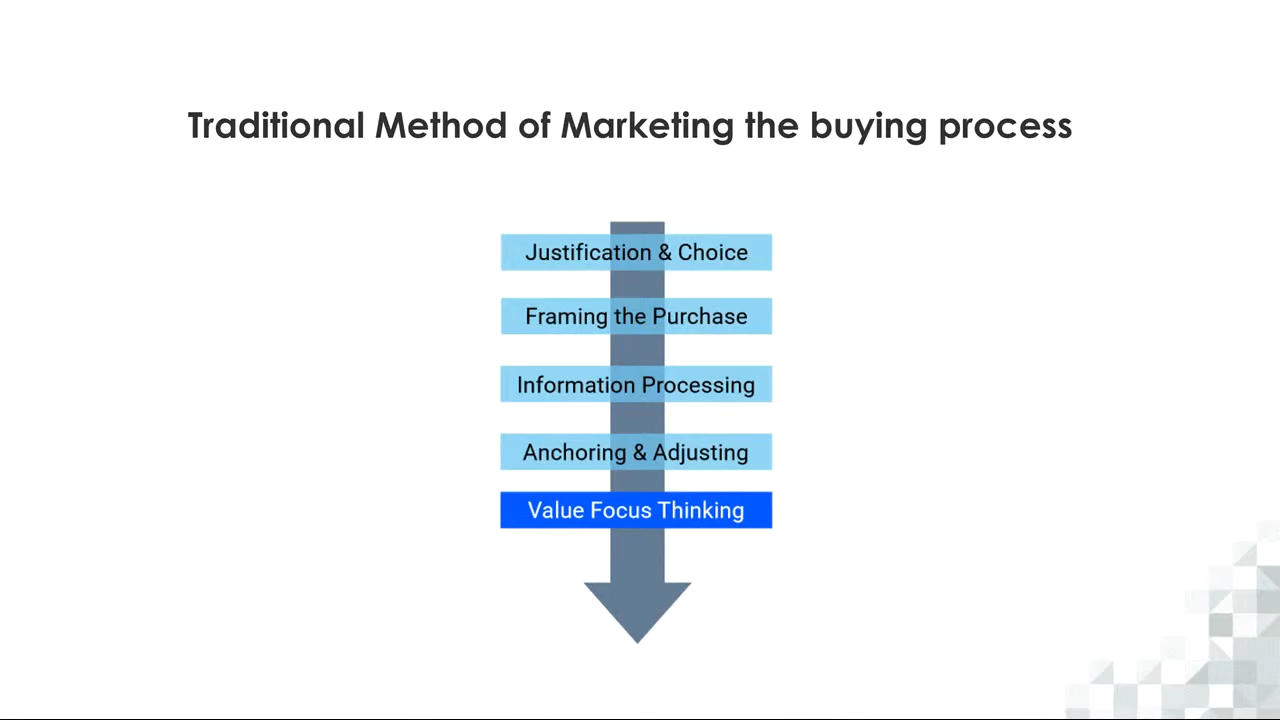 Traditional Method of Marketing the buying process
Justification & Choice
Framing the Purchase
Information Processing
Anchoring & Adjusting
Value Focus Thinking